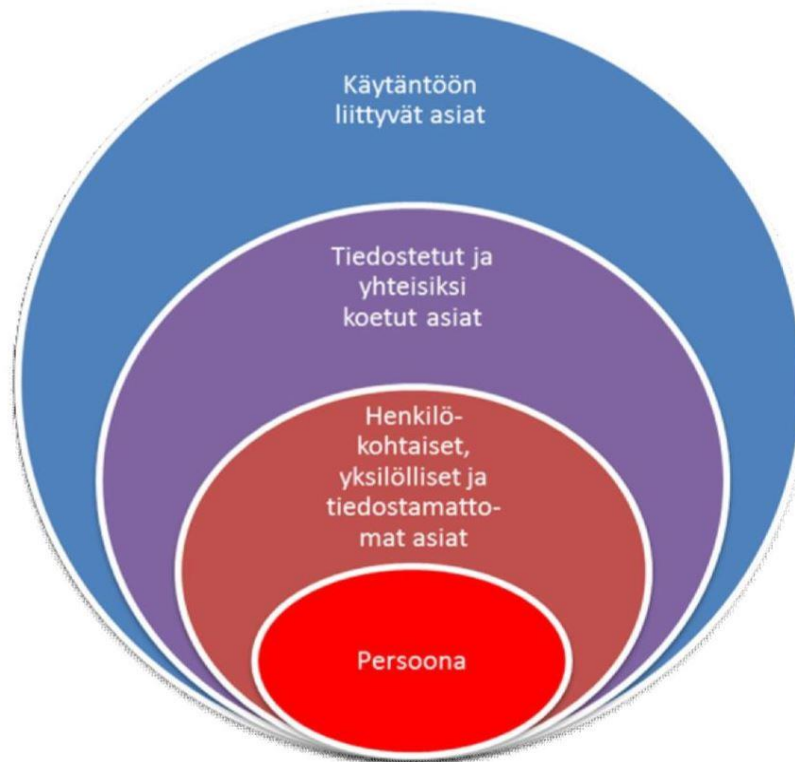 Käytäntöön
liittyvät asiat
Tiedostetut ja
yhteisiksi
koetut asiat
Henkilö-
kohtaiset,
yksilölliset ja
tiedostamatto-
mat asiat
Persoona